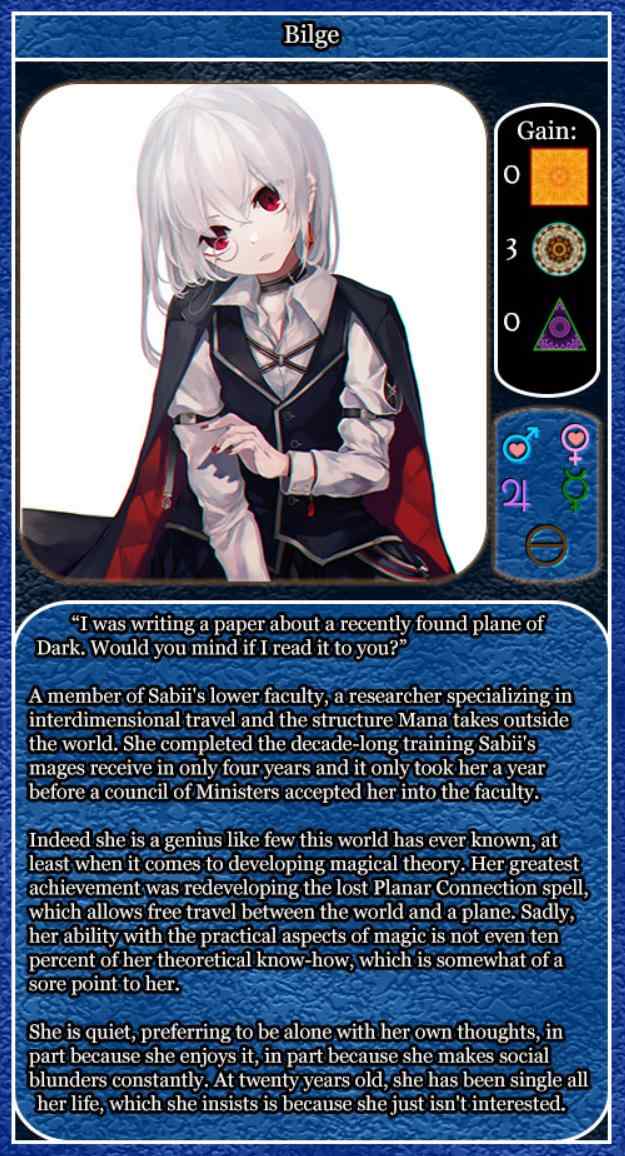 Bilge
Gain:
0
3
0
“I was writing a paper about a recently found plane of
Dark. Would you mind if I read it to you?”
A member of Sabii's lower faculty, a researcher specializing in
interdimensional travel and the structure Mana takes outside
the world. She completed the decade-long training Sabii's
mages receive in only four years and it only took her a year
before a council of Ministers accepted her into the faculty.
Indeed she is a genius like few this world has ever known, at
least when it comes to developing magical theory. Her greatest
achievement was redeveloping the lost Planar Connection spell,
which allows free travel between the world and a plane. Sadly,
her ability with the practical aspects of magic is not even ten
percent of her theoretical know-how, which is somewhat of a
sore point to her.
She is quiet, preferring to be alone with her own thoughts, in
part because she enjoys it, in part because she makes social
blunders constantly. At twenty years old, she has been single all
her life, which she insists is because she just isn't interested.